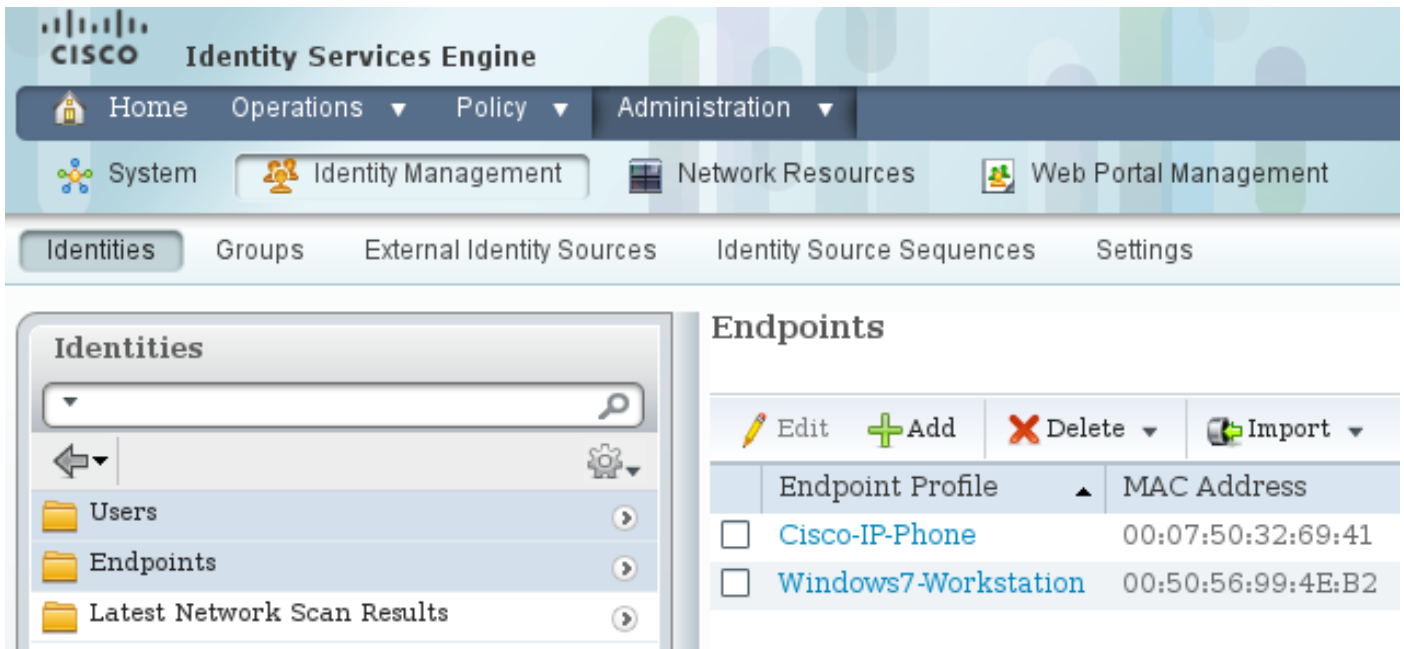 CISCO Identity Services Engine
Home Operations Policy Administration
System Identity Management Network Resources Web Portal Management
Identities Groups External Identity Sources Identity Source Sequences Settings
Identities
Users
Endpoints
Latest Network Scan Results
Endpoints
Edit Add Delete Import
Endpoint Profile MAC Address
Cisco-IP-Phone 00:07:50:32:69:41
Windows7-Workstation 00:50:56:99:4E:B2